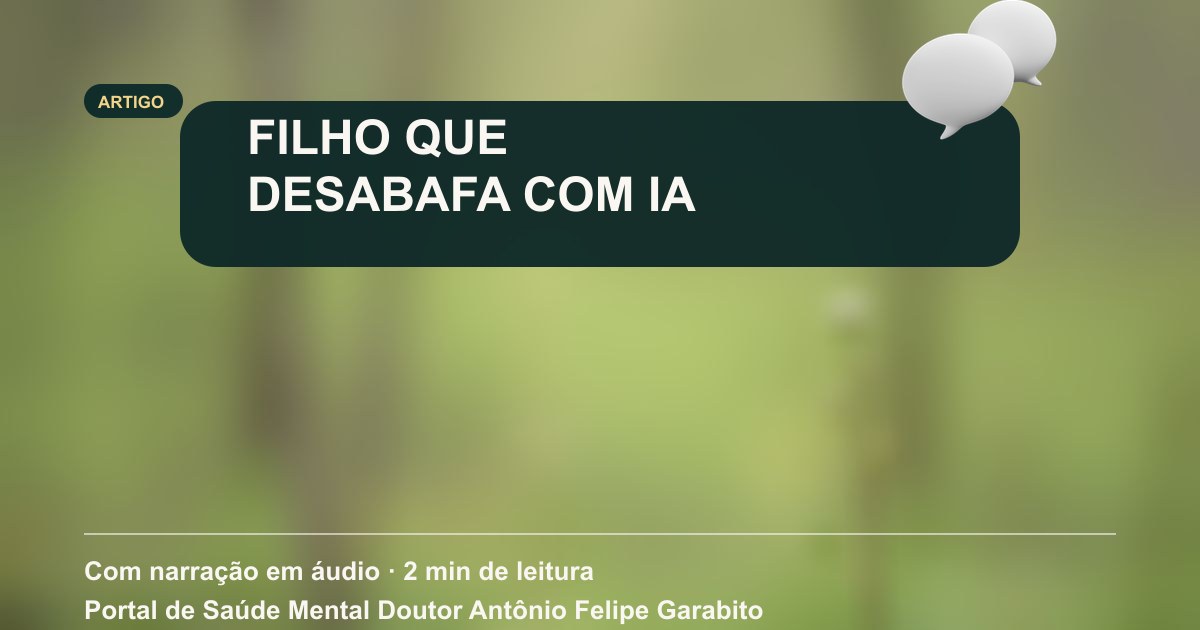 ARTIGO
FILHO QUE
DESABAFA COM IA
Com narração em áudio · 2 min de leitura
Portal de Saúde Mental Doutor Antônio Felipe Garabito